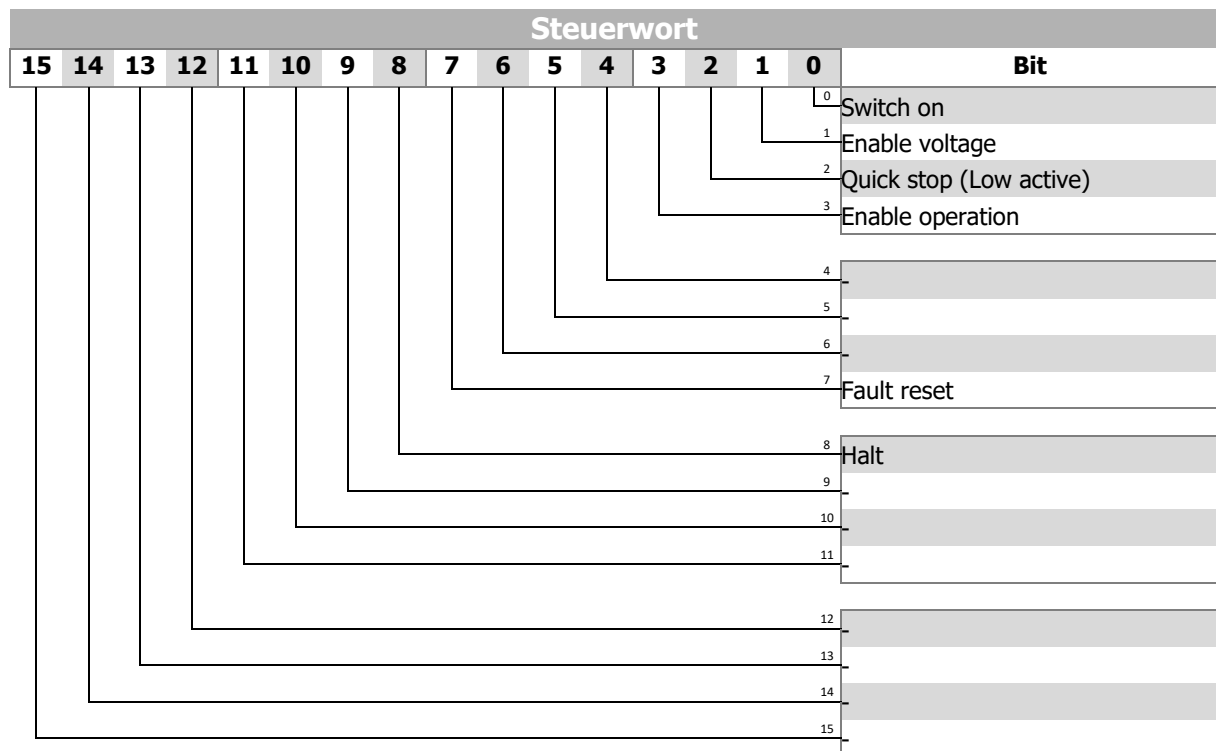 Steuerwort
15 14 13 12 11 10 9 8 7 6 5 4 3 2 1 0 Bit
0 Switch on
1 Enable voltage
2 Quick stop (Low active)
3 Enable operation
4 -
5 -
6 -
7 Fault reset
8 Halt
9 -
10 -
11 -
12 -
13 -
14 -
15 -